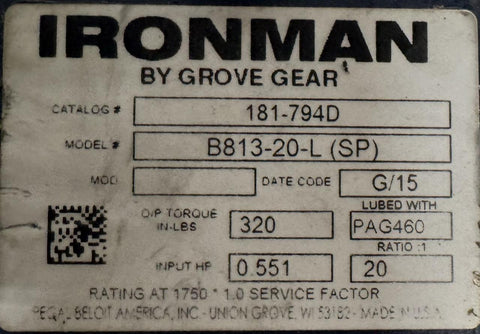 IRONMAN
BY GROVE GEAR
CATALOG # 181-794D
MODEL # B813-20-L (SP)
MOD. DATE CODE G/15
O/P TORQUE IN-LBS 320 LUBED WITH PAG460
INPUT HP 0.551 RATIO :1 20
RATING AT 1750 * 1.0 SERVICE FACTOR
REGAL BELOIT AMERICA, INC - UNION GROVE, WI 53182 - MADE IN U.S.A.